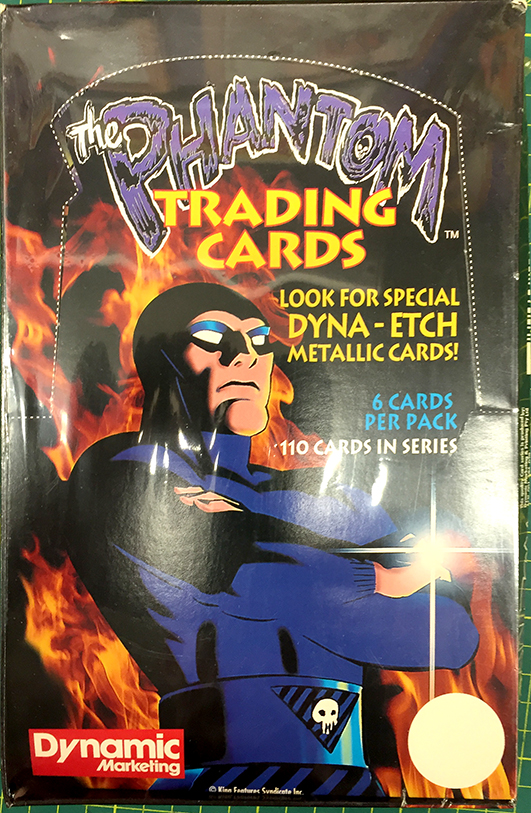 The PHANTOM
TM
TRADING
CARDS
LOOK FOR SPECIAL
DYNA - ETCH
METALLIC CARDS!
6 CARDS
PER PACK
110 CARDS IN SERIES
Dynamic
Marketing
© King Features Syndicate Inc.